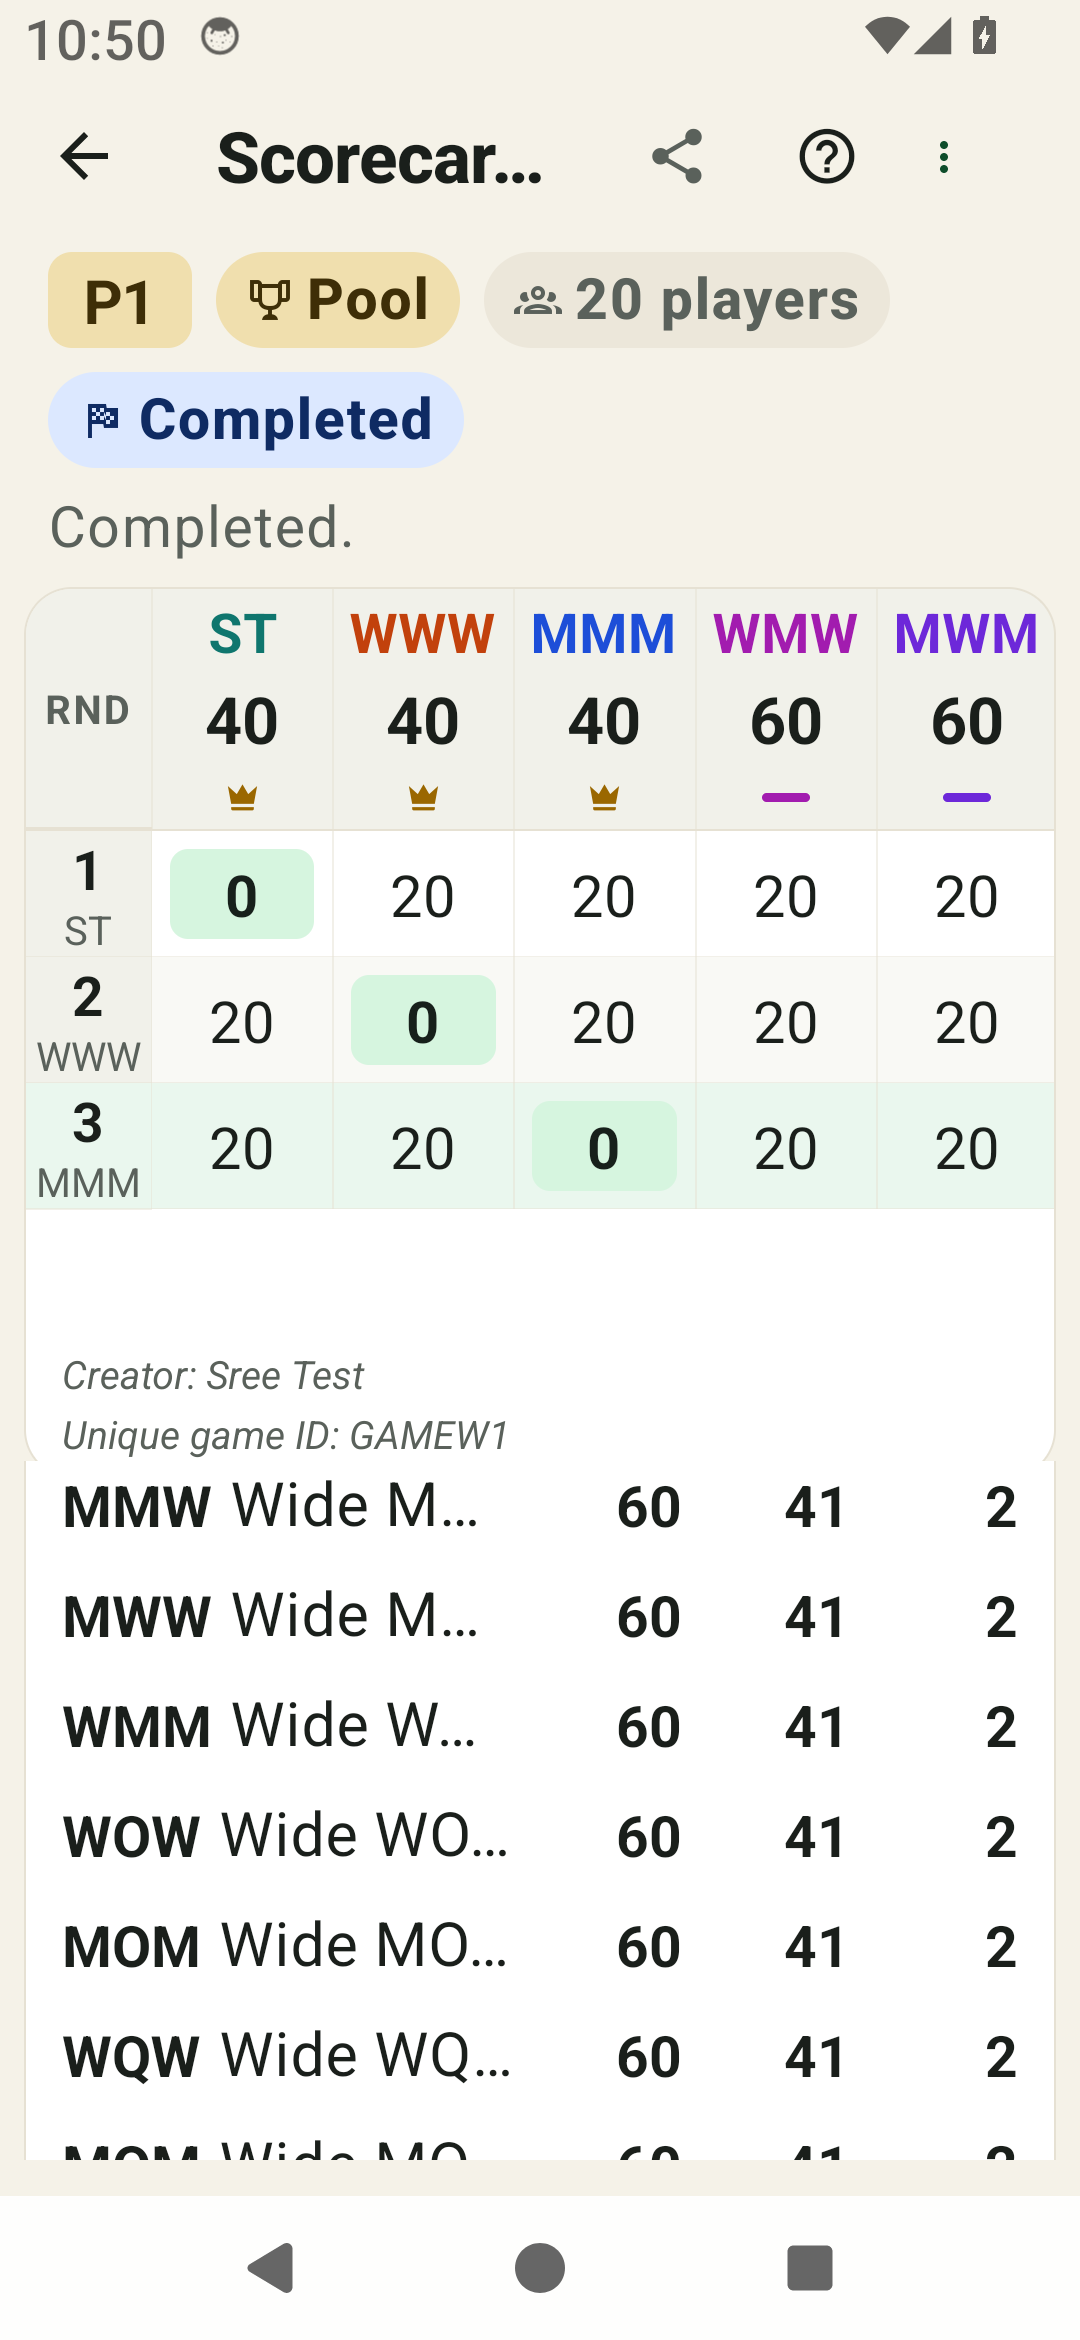 10:50
Scorecar...
P1 Pool 20 players
Completed
Completed.
RND ST WWW MMM WMW MWM
40 40 40 60 60
1 0 20 20 20 20
ST
2 20 0 20 20 20
WWW
3 20 20 0 20 20
MMM
Creator: Sree Test
Unique game ID: GAMEW1
MMW Wide M... 60 41 2
MWW Wide M... 60 41 2
WMM Wide W... 60 41 2
WOW Wide WO... 60 41 2
MOM Wide MO... 60 41 2
WQW Wide WQ... 60 41 2